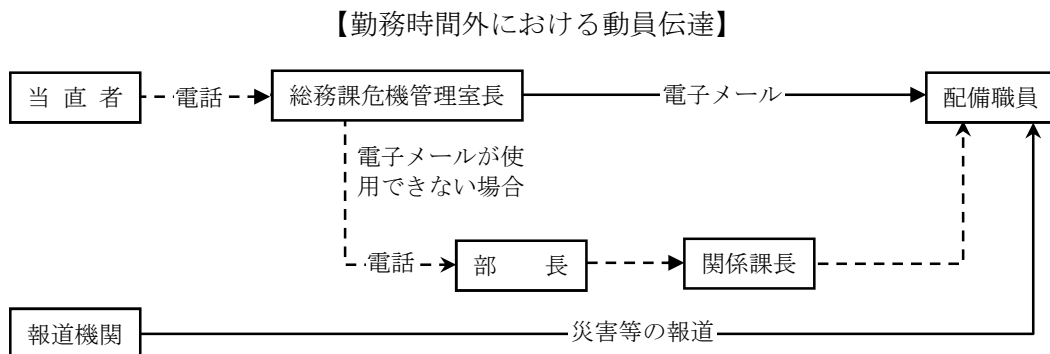 【勤務時間外における動員伝達】
当直者
電話
総務課危機管理室長
電子メール
配備職員
電子メールが使
用できない場合
電話
部　　長
関係課長
報道機関
災害等の報道